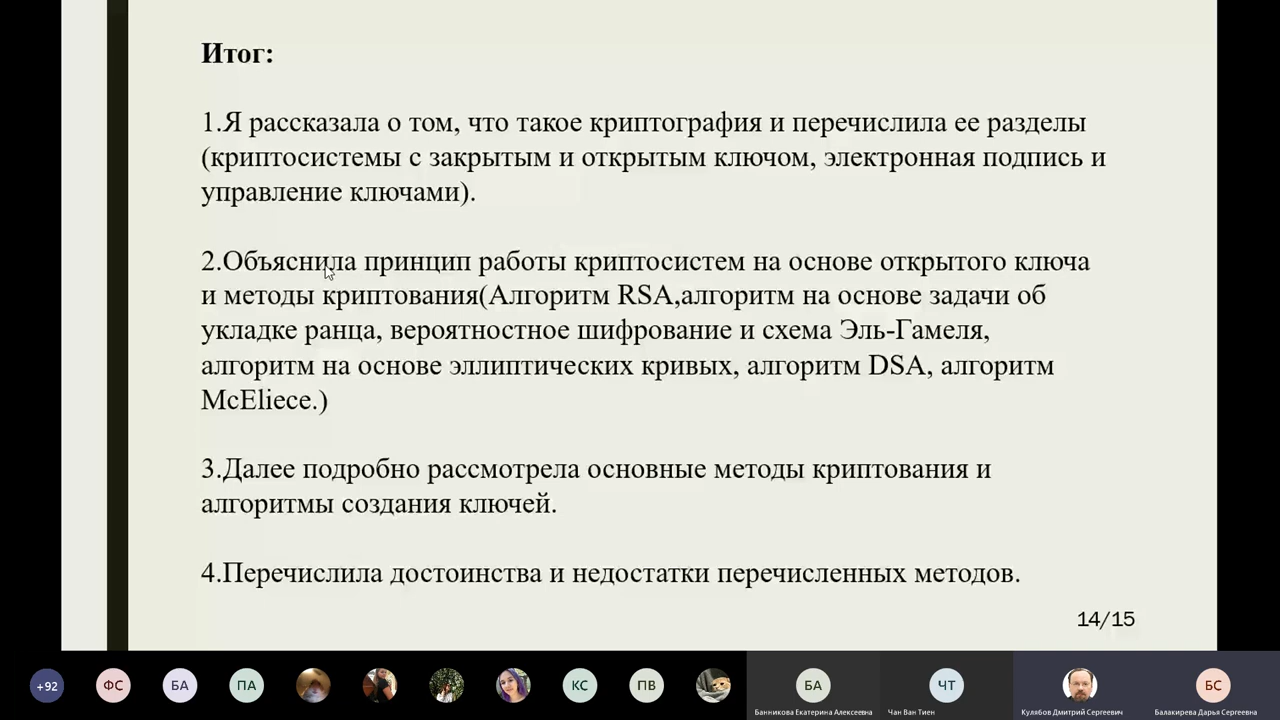 Итог:
1.Я рассказала о том, что такое криптография и перечислила ее разделы
(криптосистемы с закрытым и открытым ключом, электронная подпись и
управление ключами).
2.Объяснила принцип работы криптосистем на основе открытого ключа
и методы криптования(Алгоритм RSA,алгоритм на основе задачи об
укладке ранца, вероятностное шифрование и схема Эль-Гамеля,
алгоритм на основе эллиптических кривых, алгоритм DSA, алгоритм
McEliece.)
3.Далее подробно рассмотрела основные методы криптования и
алгоритмы создания ключей.
4.Перечислила достоинства и недостатки перечисленных методов.
14/15
+92 ФС БА ПА КС ПВ БА ЧТ БС
Банникова Екатерина Алексеевна Чан Ван Тиен Кулябов Дмитрий Сергеевич Балакирева Дарья Сергеевна